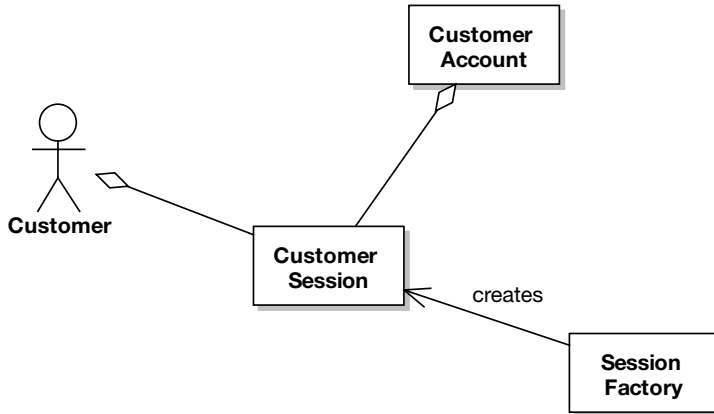 Customer
Account
Customer
Customer
Session
creates
Session
Factory